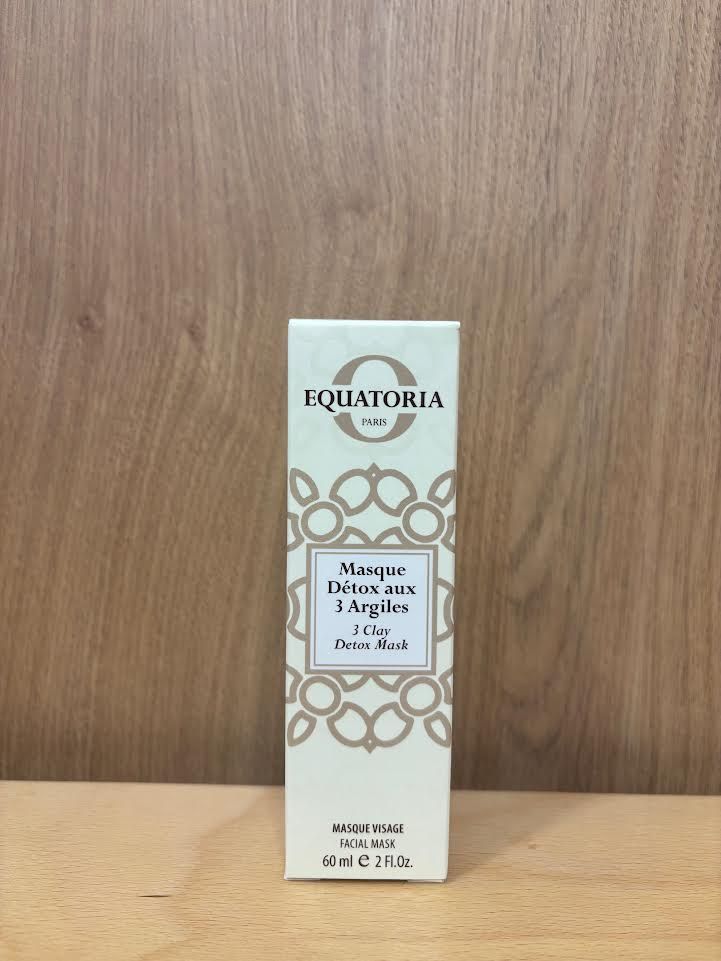 EQUATORIA
PARIS
Masque
Détox aux
3 Argiles
3 Clay
Detox Mask
MASQUE VISAGE
FACIAL MASK
60 ml e 2 Fl.Oz.